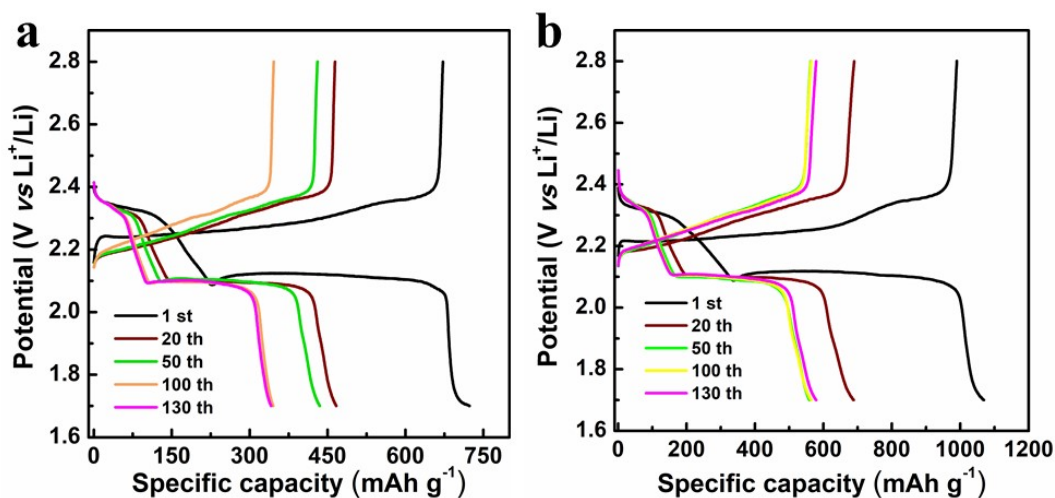 a
Potential (V vs Li⁺/Li)
2.8
2.6
2.4
2.2
2.0
1.8
1.6
1 st
20 th
50 th
100 th
130 th
0 150 300 450 600 750
Specific capacity (mAh g⁻¹)
b
Potential (V vs Li⁺/Li)
2.8
2.6
2.4
2.2
2.0
1.8
1.6
1 st
20 th
50 th
100 th
130 th
0 200 400 600 800 1000 1200
Specific capacity (mAh g⁻¹)